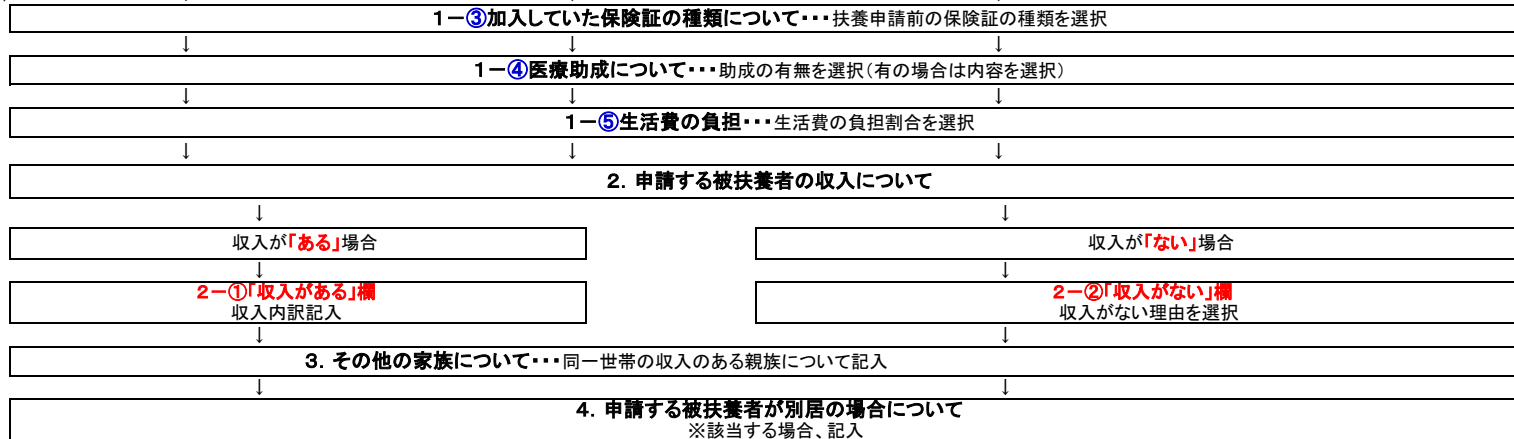 1－③加入していた保険証の種類について・・・扶養申請前の保険証の種類を選択
↓ ↓ ↓
1－④医療助成について・・・助成の有無を選択（有の場合は内容を選択）
↓ ↓ ↓
1－⑤生活費の負担・・・生活費の負担割合を選択
↓ ↓ ↓
2．申請する被扶養者の収入について
↓ ↓
収入が「ある」場合 収入が「ない」場合
↓ ↓
2－①「収入がある」欄 2－②「収入がない」欄
収入内訳記入 収入がない理由を選択
↓ ↓
3．その他の家族について・・・同一世帯の収入のある親族について記入
↓ ↓
4．申請する被扶養者が別居の場合について
※該当する場合、記入